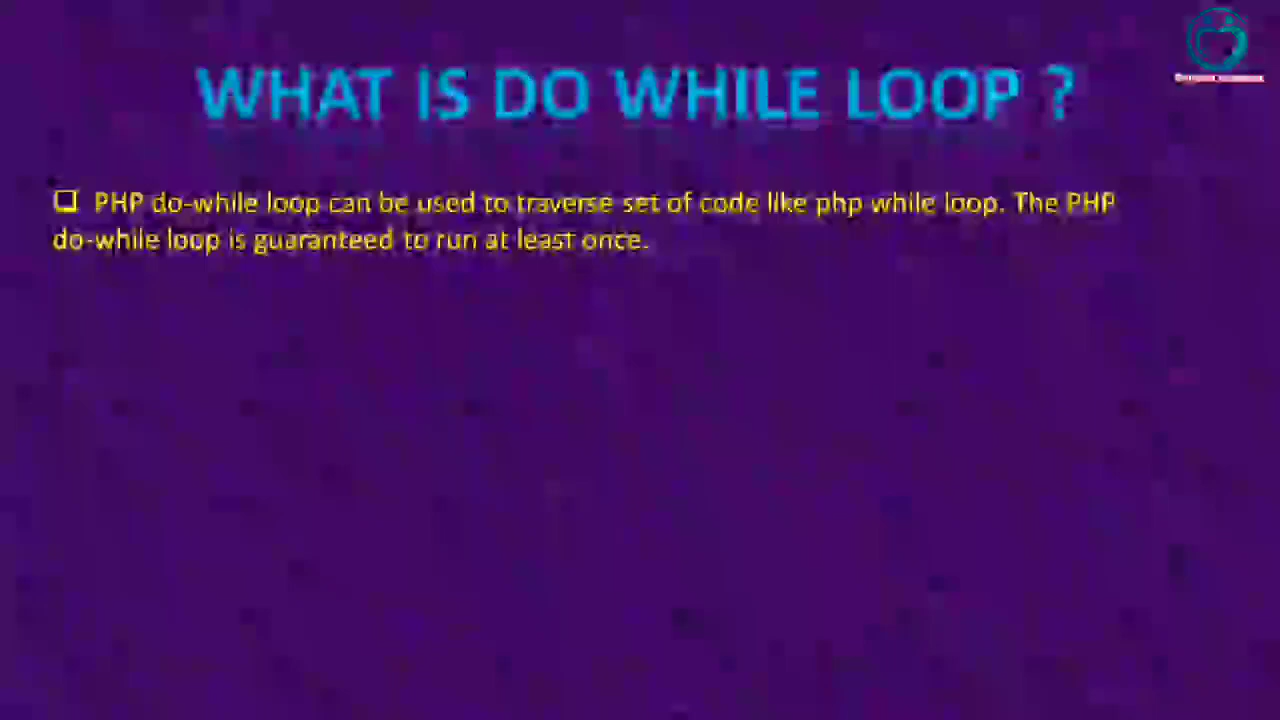 WHAT IS DO WHILE LOOP ?
❑ PHP do-while loop can be used to traverse set of code like php while loop. The PHP
do-while loop is guaranteed to run at least once.